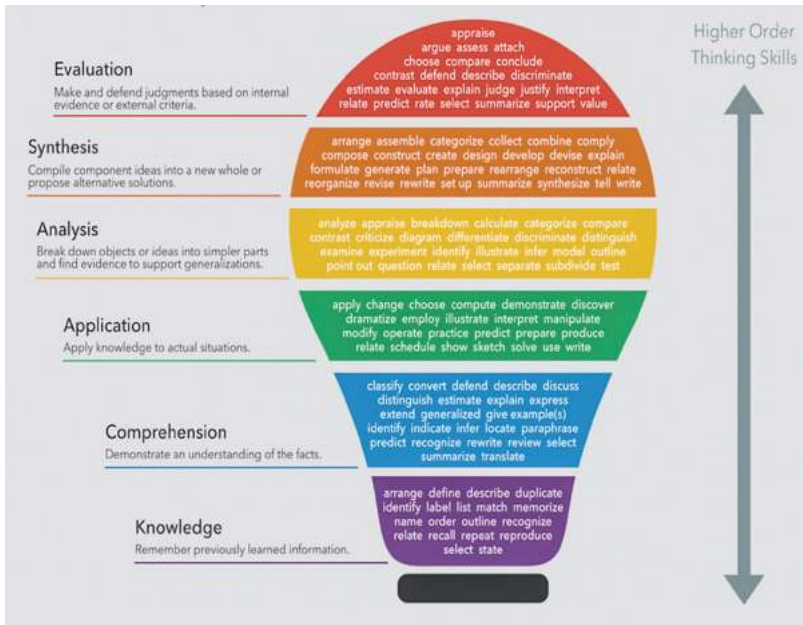 Higher Order
Thinking Skills
Evaluation
Make and defend judgments based on internal
evidence or external criteria.
appraise
argue assess attach
choose compare conclude
contrast defend describe discriminate
estimate evaluate explain judge justify interpret
relate predict rate select summarize support value
Synthesis
Compile component ideas into a new whole or
propose alternative solutions.
arrange assemble categorize collect combine comply
compose construct create design develop devise explain
formulate generate plan prepare rearrange reconstruct relate
reorganize revise rewrite set up summarize synthesize tell write
Analysis
Break down objects or ideas into simpler parts
and find evidence to support generalizations.
analyze appraise breakdown calculate categorize compare
contrast criticize diagram differentiate discriminate distinguish
examine experiment identify illustrate infer model outline
point out question relate select separate subdivide test
Application
Apply knowledge to actual situations.
apply change choose compute demonstrate discover
dramatize employ illustrate interpret manipulate
modify operate practice predict prepare produce
relate schedule show sketch solve use write
Comprehension
Demonstrate an understanding of the facts.
classify convert defend describe discuss
distinguish estimate explain express
extend generalized give example(s)
identify indicate infer locate paraphrase
predict recognize rewrite review select
summarize translate
Knowledge
Remember previously learned information.
arrange define describe duplicate
identify label list match memorize
name order outline recognize
relate recall repeat reproduce
select state